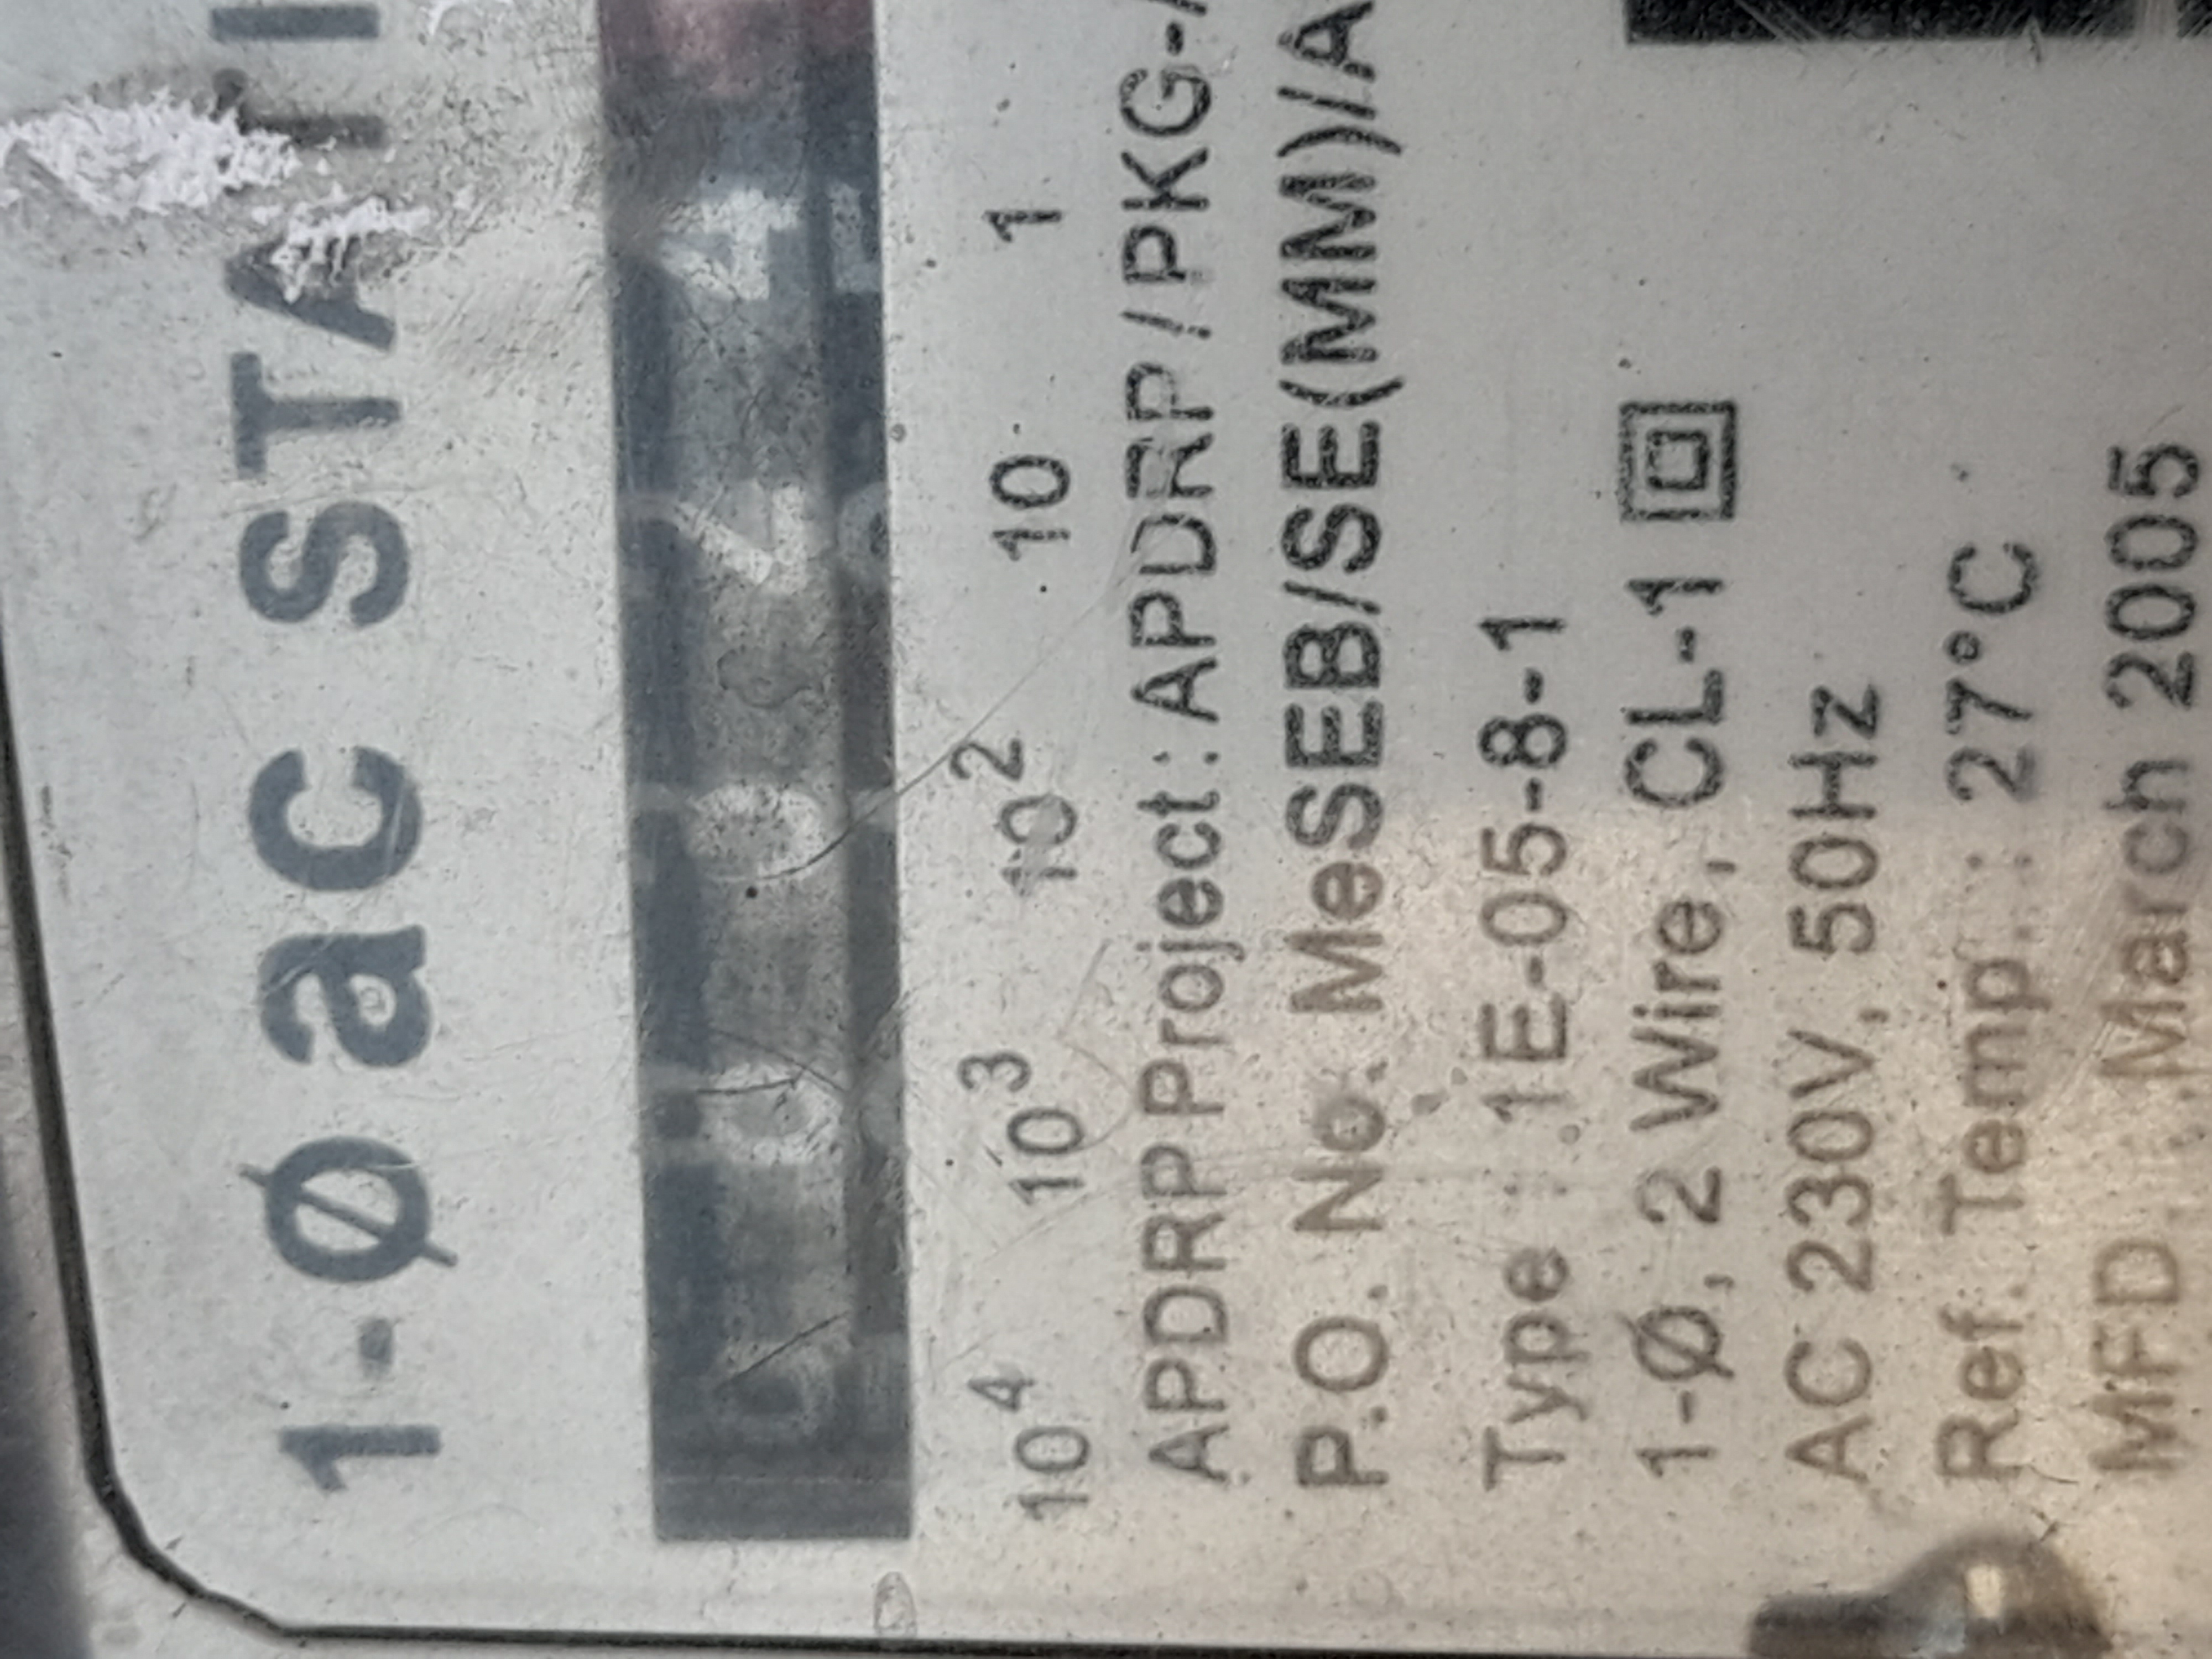 1-Ø ac STATI
10⁴ 10³ 10² 10 1
APDRP Project : APDRP/PKG-
P.O. No. MeSEB/SE(MM)/A
Type : 1E-05-8-1
1-Ø, 2 Wire, CL-1
AC 230V, 50Hz
Ref. Temp. : 27°C
MFD. March 2005